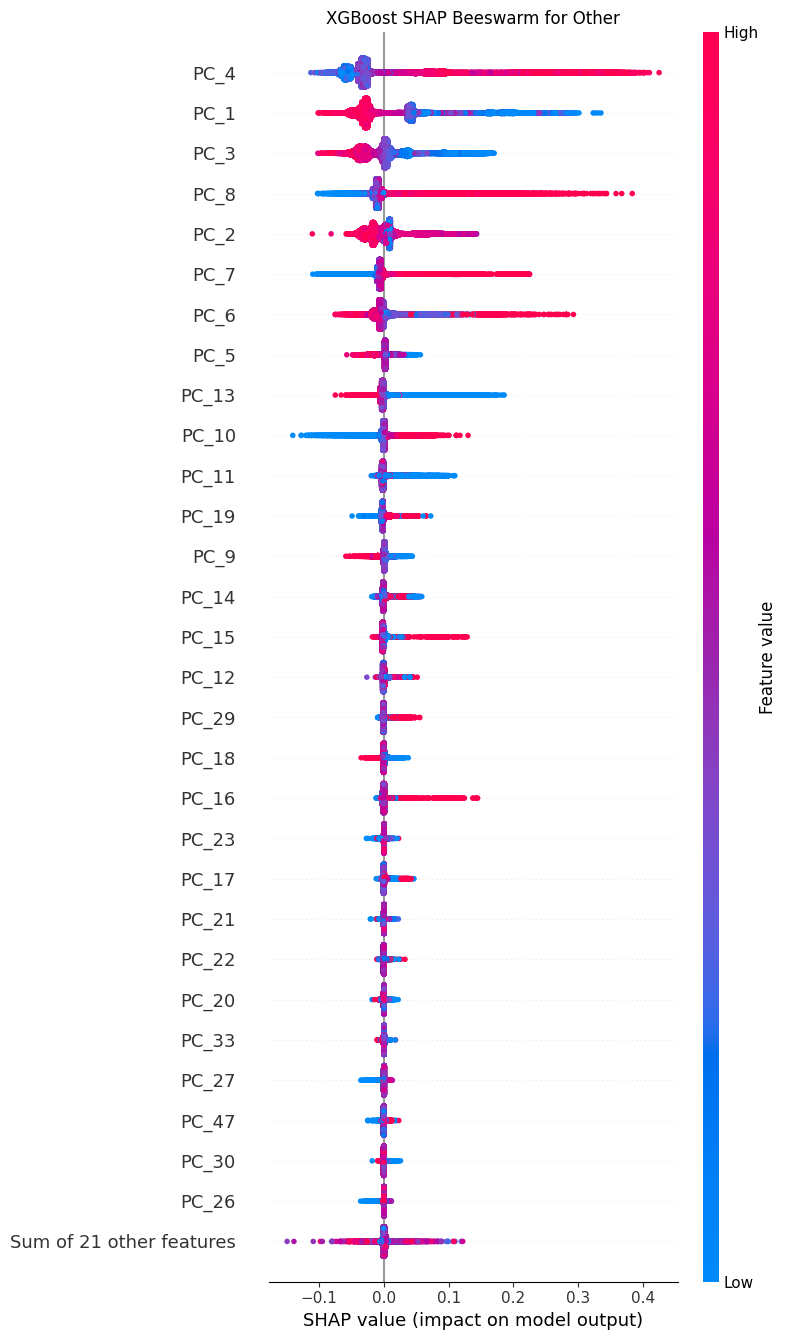 XGBoost SHAP Beeswarm for Other
High
PC_4
PC_1
PC_3
PC_8
PC_2
PC_7
PC_6
PC_5
PC_13
PC_10
PC_11
PC_19
PC_9
PC_14
PC_15
PC_12
PC_29
PC_18
PC_16
PC_23
PC_17
PC_21
PC_22
PC_20
PC_33
PC_27
PC_47
PC_30
PC_26
Sum of 21 other features
Feature value
Low
−0.1 0.0 0.1 0.2 0.3 0.4
SHAP value (impact on model output)